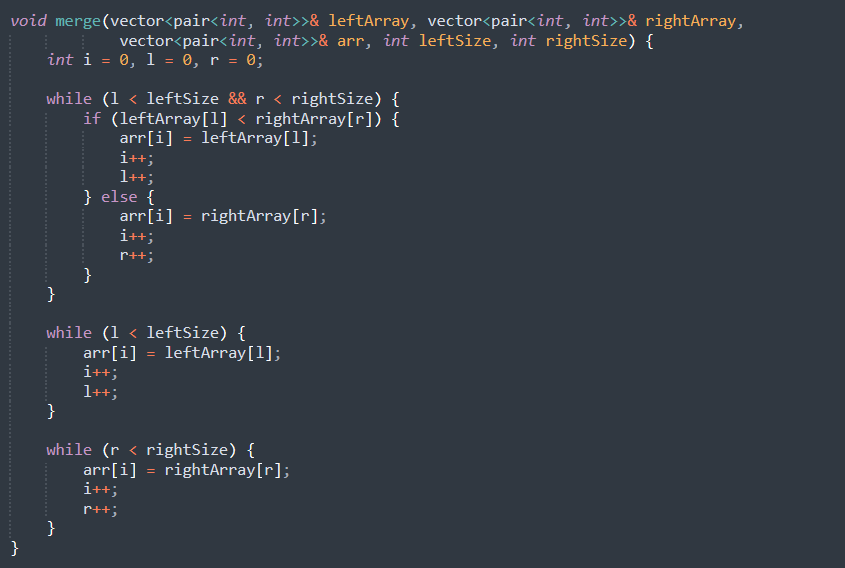 void merge(vector<pair<int, int>>& leftArray, vector<pair<int, int>>& rightArray,
            vector<pair<int, int>>& arr, int leftSize, int rightSize) {
    int i = 0, l = 0, r = 0;

    while (l < leftSize && r < rightSize) {
        if (leftArray[l] < rightArray[r]) {
            arr[i] = leftArray[l];
            i++;
            l++;
        } else {
            arr[i] = rightArray[r];
            i++;
            r++;
        }
    }

    while (l < leftSize) {
        arr[i] = leftArray[l];
        i++;
        l++;
    }

    while (r < rightSize) {
        arr[i] = rightArray[r];
        i++;
        r++;
    }
}